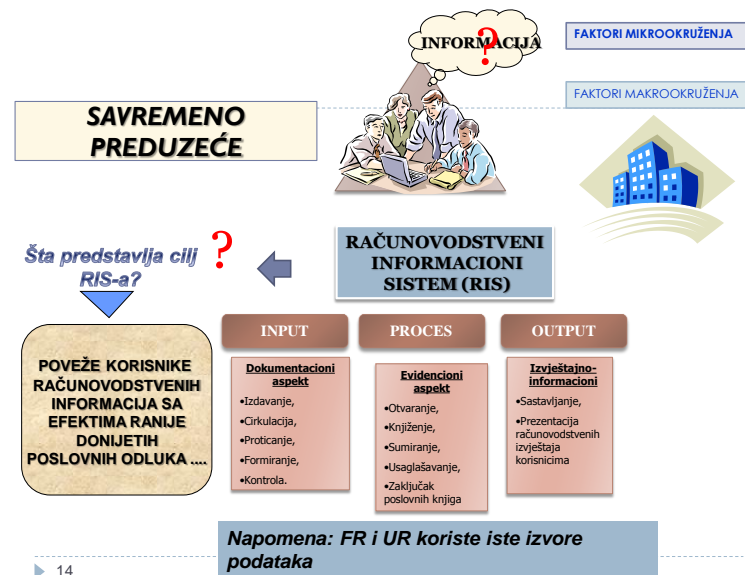 INFORMACIJA
?
FAKTORI MIKROOKRUŽENJA
FAKTORI MAKROOKRUŽENJA
SAVREMENO
PREDUZEĆE
Šta predstavlja cilj
RIS-a?
?
RAČUNOVODSTVENI
INFORMACIONI
SISTEM (RIS)
POVEŽE KORISNIKE
RAČUNOVODSTVENIH
INFORMACIJA SA
EFEKTIMA RANIJE
DONIJETIH
POSLOVNIH ODLUKA ....
INPUT
Dokumentacioni
aspekt
•Izdavanje,
•Cirkulacija,
•Proticanje,
•Formiranje,
•Kontrola.
PROCES
Evidencioni
aspekt
•Otvaranje,
•Knjiženje,
•Sumiranje,
•Usaglašavanje,
•Zaključak
poslovnih knjiga
OUTPUT
Izvještajno-
informacioni
•Sastavljanje,
•Prezentacija
računovodstvenih
izvještaja
korisnicima
Napomena: FR i UR koriste iste izvore
podataka
14